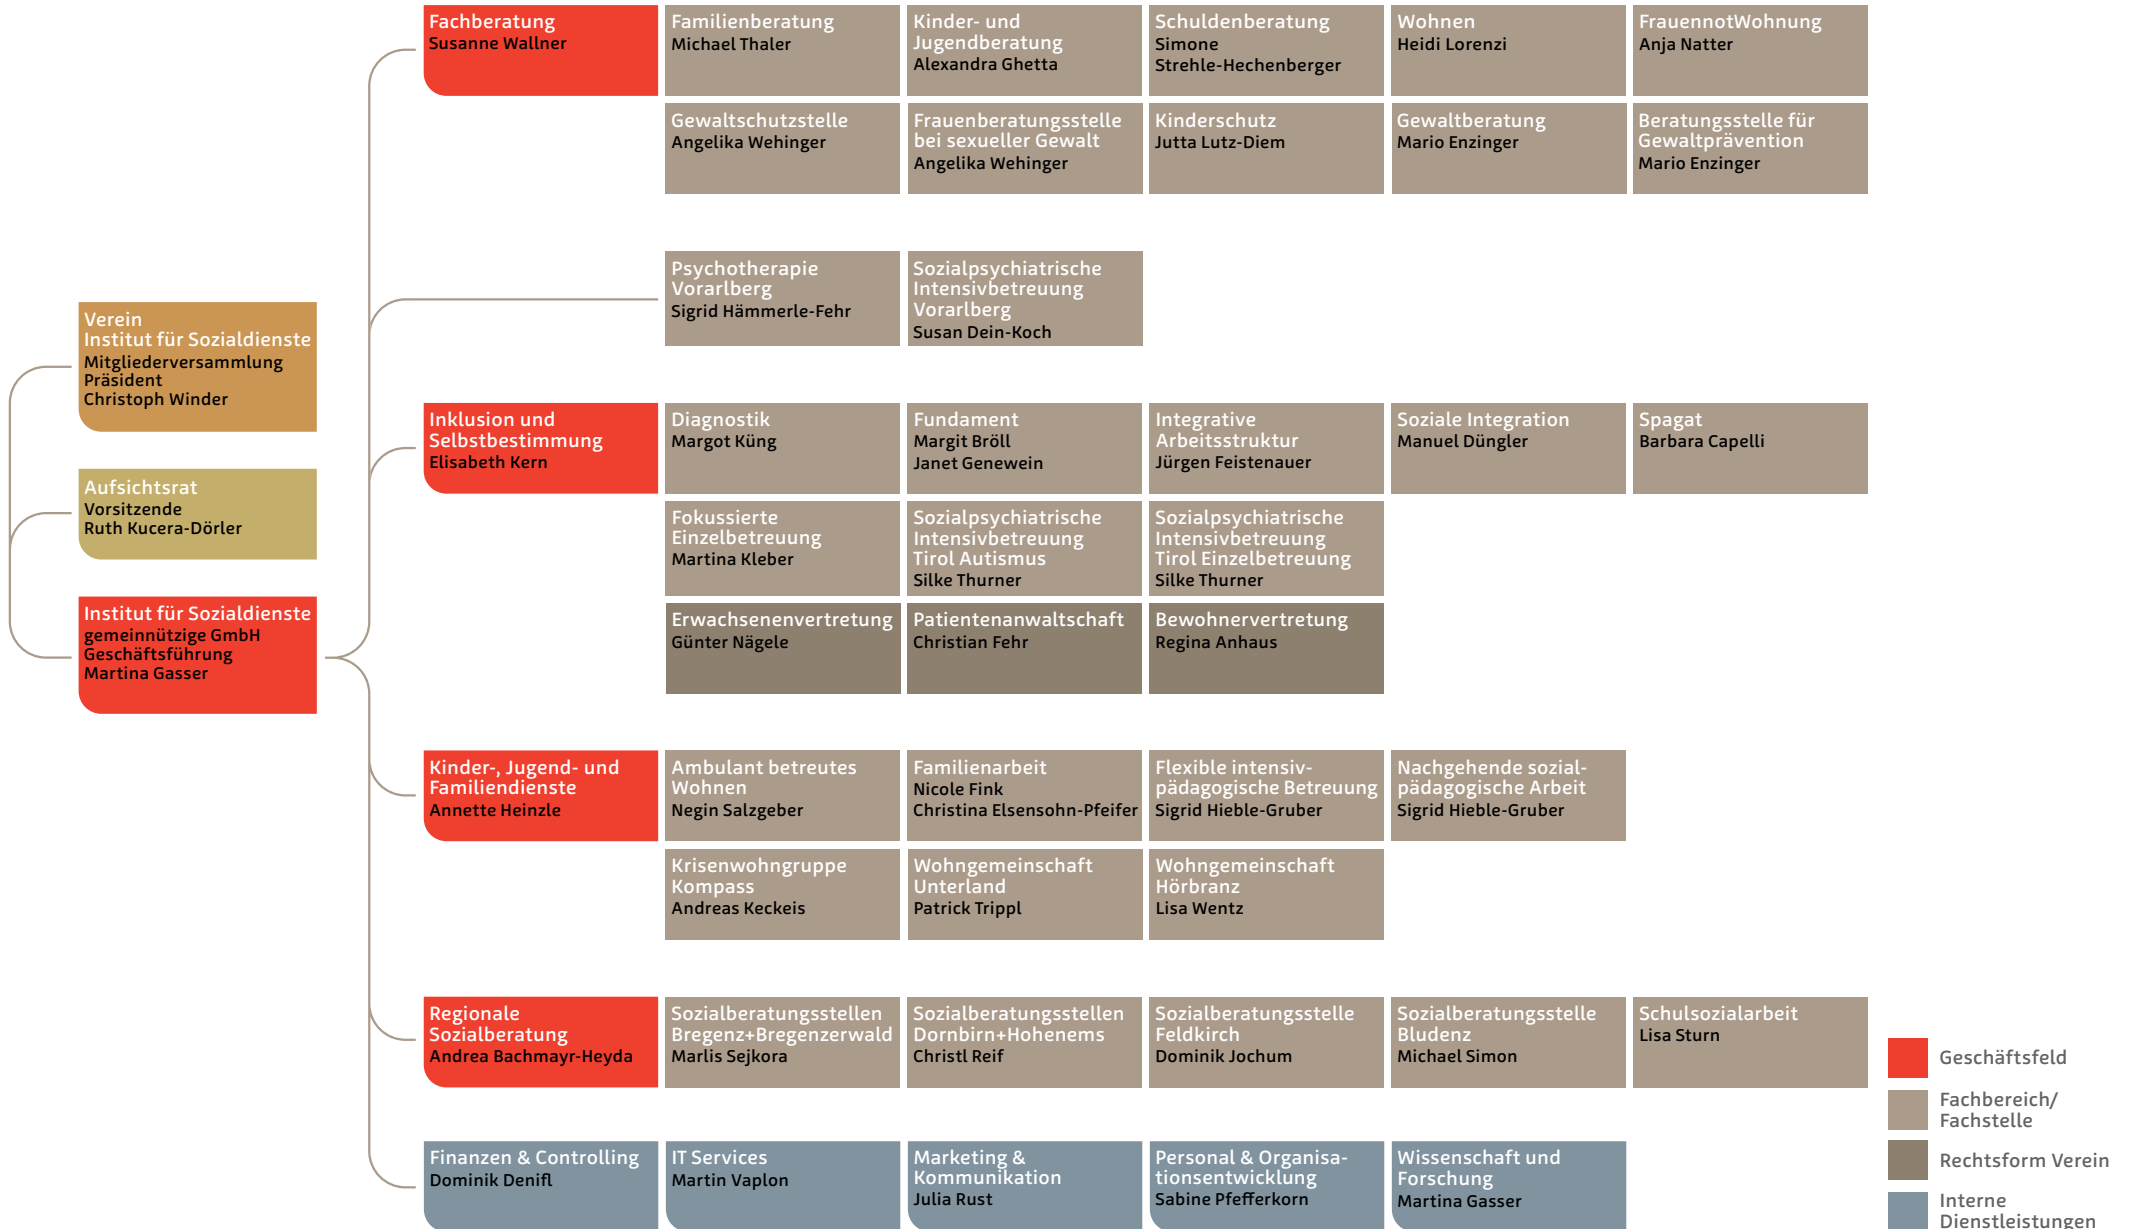 Verein
Institut für Sozialdienste
Mitgliederversammlung
Präsident
Christoph Winder
Aufsichtsrat
Vorsitzende
Ruth Kucera-Dörler
Institut für Sozialdienste
gemeinnützige GmbH
Geschäftsführung
Martina Gasser
Fachberatung
Susanne Wallner
Familienberatung
Michael Thaler
Kinder- und
Jugendberatung
Alexandra Ghetta
Schuldenberatung
Simone
Strehle-Hechenberger
Wohnen
Heidi Lorenzi
FrauennotWohnung
Anja Natter
Gewaltschutzstelle
Angelika Wehinger
Frauenberatungsstelle
bei sexueller Gewalt
Angelika Wehinger
Kinderschutz
Jutta Lutz-Diem
Gewaltberatung
Mario Enzinger
Beratungsstelle für
Gewaltprävention
Mario Enzinger
Psychotherapie
Vorarlberg
Sigrid Hämmerle-Fehr
Sozialpsychiatrische
Intensivbetreuung
Vorarlberg
Susan Dein-Koch
Inklusion und
Selbstbestimmung
Elisabeth Kern
Diagnostik
Margot Küng
Fundament
Margit Bröll
Janet Genewein
Integrative
Arbeitsstruktur
Jürgen Feistenauer
Soziale Integration
Manuel Düngler
Spagat
Barbara Capelli
Fokussierte
Einzelbetreuung
Martina Kleber
Sozialpsychiatrische
Intensivbetreuung
Tirol Autismus
Silke Thurner
Sozialpsychiatrische
Intensivbetreuung
Tirol Einzelbetreuung
Silke Thurner
Erwachsenenvertretung
Günter Nägele
Patientenanwaltschaft
Christian Fehr
Bewohnervertretung
Regina Anhaus
Kinder-, Jugend- und
Familiendienste
Annette Heinzle
Ambulant betreutes
Wohnen
Negin Salzgeber
Familienarbeit
Nicole Fink
Christina Elsensohn-Pfeifer
Flexible intensiv-
pädagogische Betreuung
Sigrid Hieble-Gruber
Nachgehende sozial-
pädagogische Arbeit
Sigrid Hieble-Gruber
Krisenwohngruppe
Kompass
Andreas Keckeis
Wohngemeinschaft
Unterland
Patrick Trippl
Wohngemeinschaft
Hörbranz
Lisa Wentz
Regionale
Sozialberatung
Andrea Bachmayr-Heyda
Sozialberatungsstellen
Bregenz+Bregenzerwald
Marlis Sejkora
Sozialberatungsstellen
Dornbirn+Hohenems
Christl Reif
Sozialberatungsstelle
Feldkirch
Dominik Jochum
Sozialberatungsstelle
Bludenz
Michael Simon
Schulsozialarbeit
Lisa Sturn
Finanzen & Controlling
Dominik Denifl
IT Services
Martin Vaplon
Marketing &
Kommunikation
Julia Rust
Personal & Organisa-
tionsentwicklung
Sabine Pfefferkorn
Wissenschaft und
Forschung
Martina Gasser
Geschäftsfeld
Fachbereich/
Fachstelle
Rechtsform Verein
Interne
Dienstleistungen